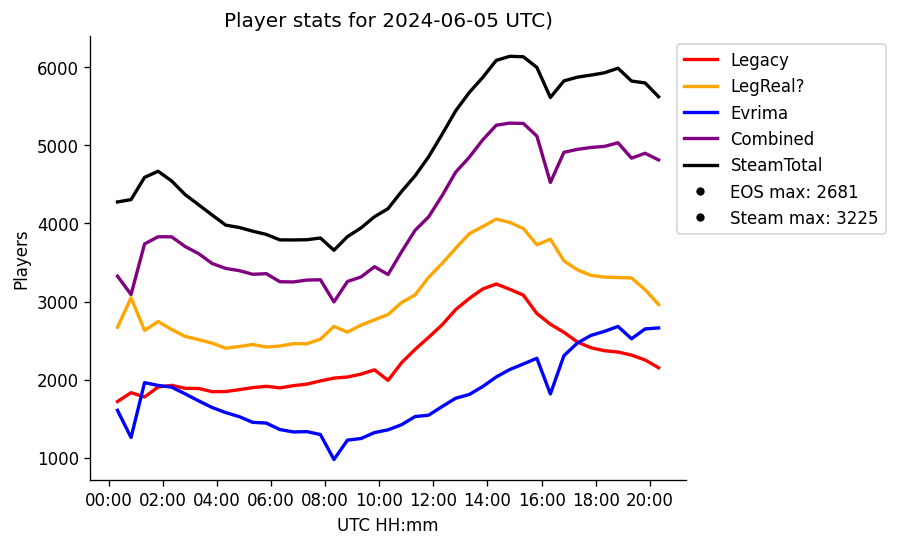 Player stats for 2024-06-05 UTC)
Legacy
LegReal?
Evrima
Combined
SteamTotal
EOS max: 2681
Steam max: 3225
Players
6000
5000
4000
3000
2000
1000
00:00 02:00 04:00 06:00 08:00 10:00 12:00 14:00 16:00 18:00 20:00
UTC HH:mm